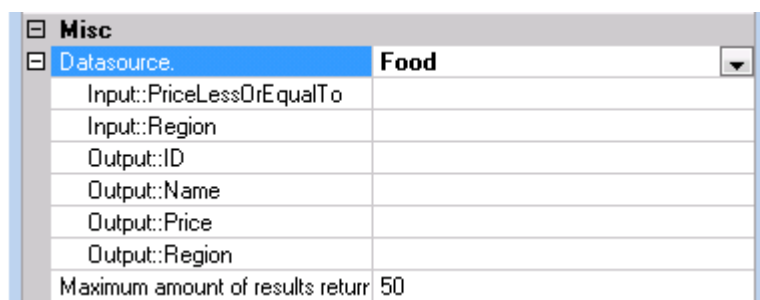 Misc
Datasource. Food
Input::PriceLessOrEqualTo
Input::Region
Output::ID
Output::Name
Output::Price
Output::Region
Maximum amount of results returr 50